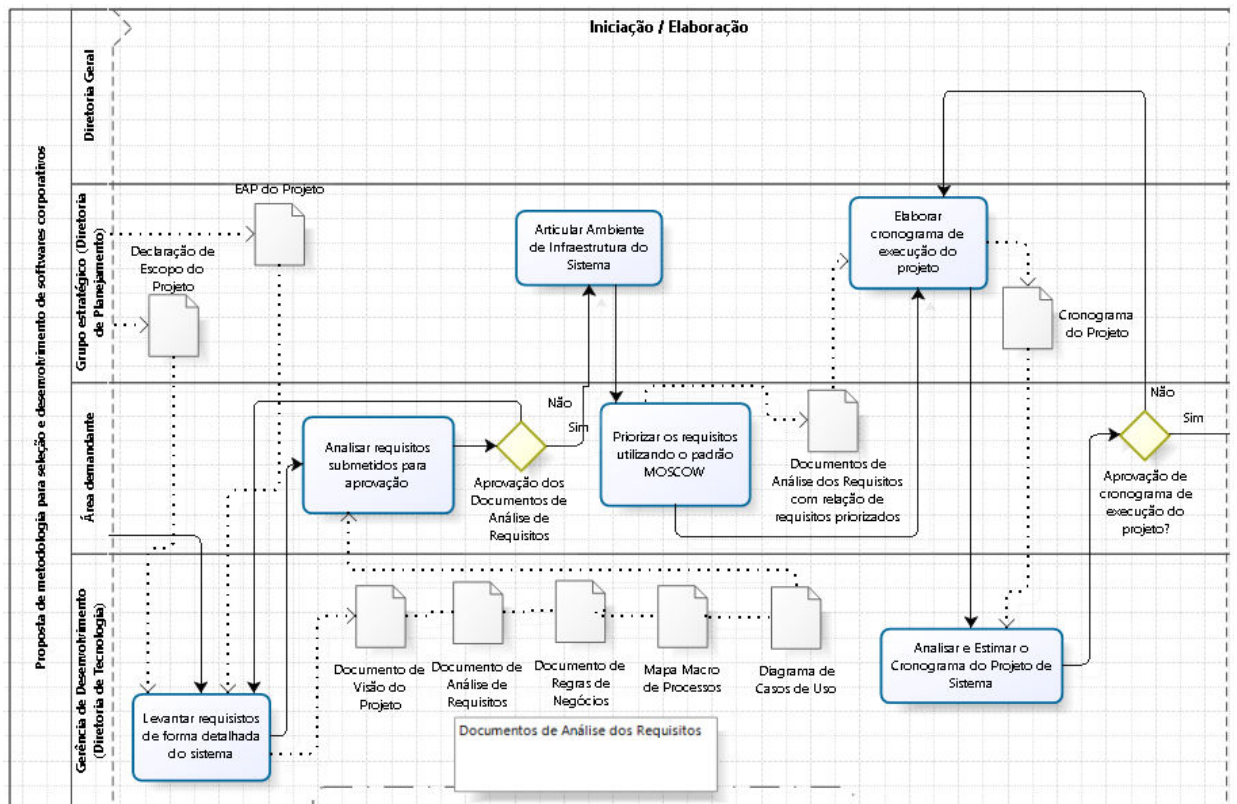 Iniciação / Elaboração
Proposta de metodologia para seleção e desenvolvimento de softwares corporativos
Diretoria Geral
Grupo estratégico (Diretoria
de Planejamento)
EAP do Projeto
Declaração de
Escopo do
Projeto
Articular Ambiente
de Infraestrutura do
Sistema
Elaborar
cronograma de
execução do
projeto
Cronograma
do Projeto
Área demandante
Analisar requisitos
submetidos para
aprovação
Não
Sim
Aprovação dos
Documentos de
Análise de
Requisitos
Priorizar os requisitos
utilizando o padrão
MOSCOW
Documentos de
Análise dos Requisitos
com relação de
requisitos priorizados
Não
Sim
Aprovação de
cronograma de
execução do
projeto?
Gerência de Desenvolvimento
(Diretoria de Tecnologia)
Levantar requisistos
de forma detalhada
do sistema
Documento de
Visão do
Projeto
Documento de
Análise de
Requisitos
Documento de
Regras de
Negócios
Mapa Macro
de Processos
Diagrama de
Casos de Uso
Analisar e Estimar o
Cronograma do Projeto de
Sistema
Documentos de Análise dos Requisitos